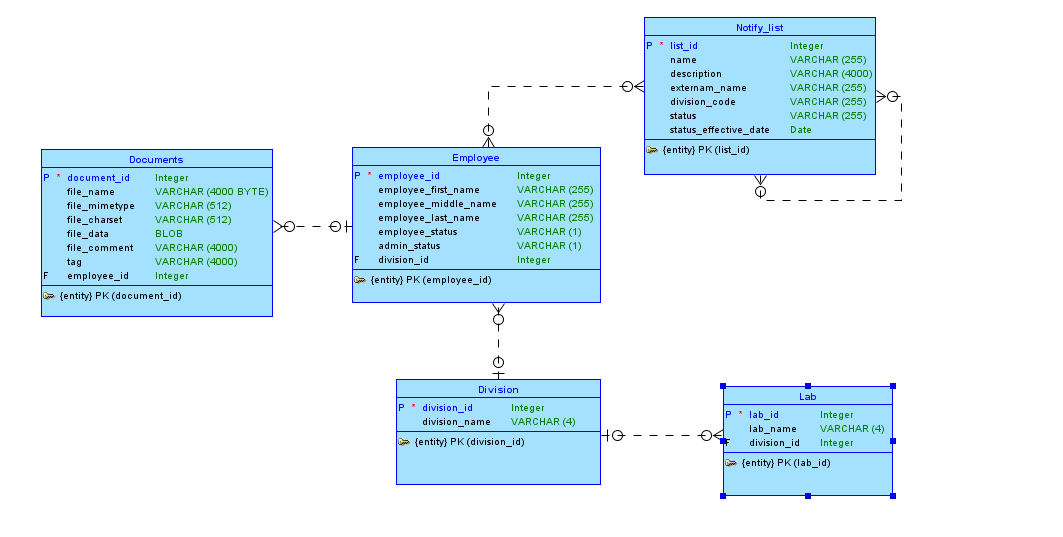 Notify_list
P * list_id Integer
name VARCHAR (255)
description VARCHAR (4000)
externam_name VARCHAR (255)
division_code VARCHAR (255)
status VARCHAR (255)
status_effective_date Date
{entity} PK (list_id)
Documents
P * document_id Integer
file_name VARCHAR (4000 BYTE)
file_mimetype VARCHAR (512)
file_charset VARCHAR (512)
file_data BLOB
file_comment VARCHAR (4000)
tag VARCHAR (4000)
F employee_id Integer
{entity} PK (document_id)
Employee
P * employee_id Integer
employee_first_name VARCHAR (255)
employee_middle_name VARCHAR (255)
employee_last_name VARCHAR (255)
employee_status VARCHAR (1)
admin_status VARCHAR (1)
F division_id Integer
{entity} PK (employee_id)
Division
P * division_id Integer
division_name VARCHAR (4)
{entity} PK (division_id)
Lab
P * lab_id Integer
lab_name VARCHAR (4)
F division_id Integer
{entity} PK (lab_id)